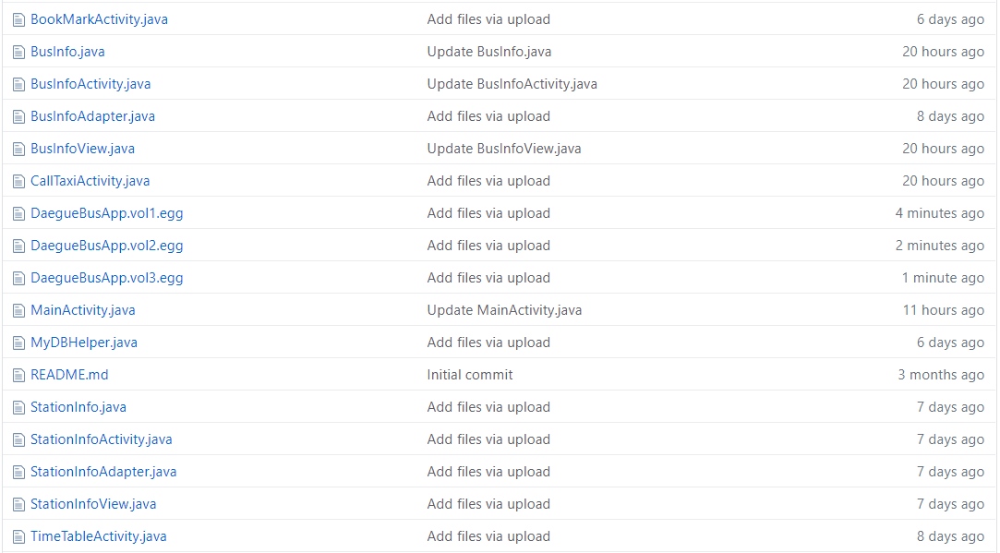 BookMarkActivity.java Add files via upload 6 days ago
BusInfo.java Update BusInfo.java 20 hours ago
BusInfoActivity.java Update BusInfoActivity.java 20 hours ago
BusInfoAdapter.java Add files via upload 8 days ago
BusInfoView.java Update BusInfoView.java 20 hours ago
CallTaxiActivity.java Add files via upload 20 hours ago
DaegueBusApp.vol1.egg Add files via upload 4 minutes ago
DaegueBusApp.vol2.egg Add files via upload 2 minutes ago
DaegueBusApp.vol3.egg Add files via upload 1 minute ago
MainActivity.java Update MainActivity.java 11 hours ago
MyDBHelper.java Add files via upload 6 days ago
README.md Initial commit 3 months ago
StationInfo.java Add files via upload 7 days ago
StationInfoActivity.java Add files via upload 7 days ago
StationInfoAdapter.java Add files via upload 7 days ago
StationInfoView.java Add files via upload 7 days ago
TimeTableActivity.java Add files via upload 8 days ago